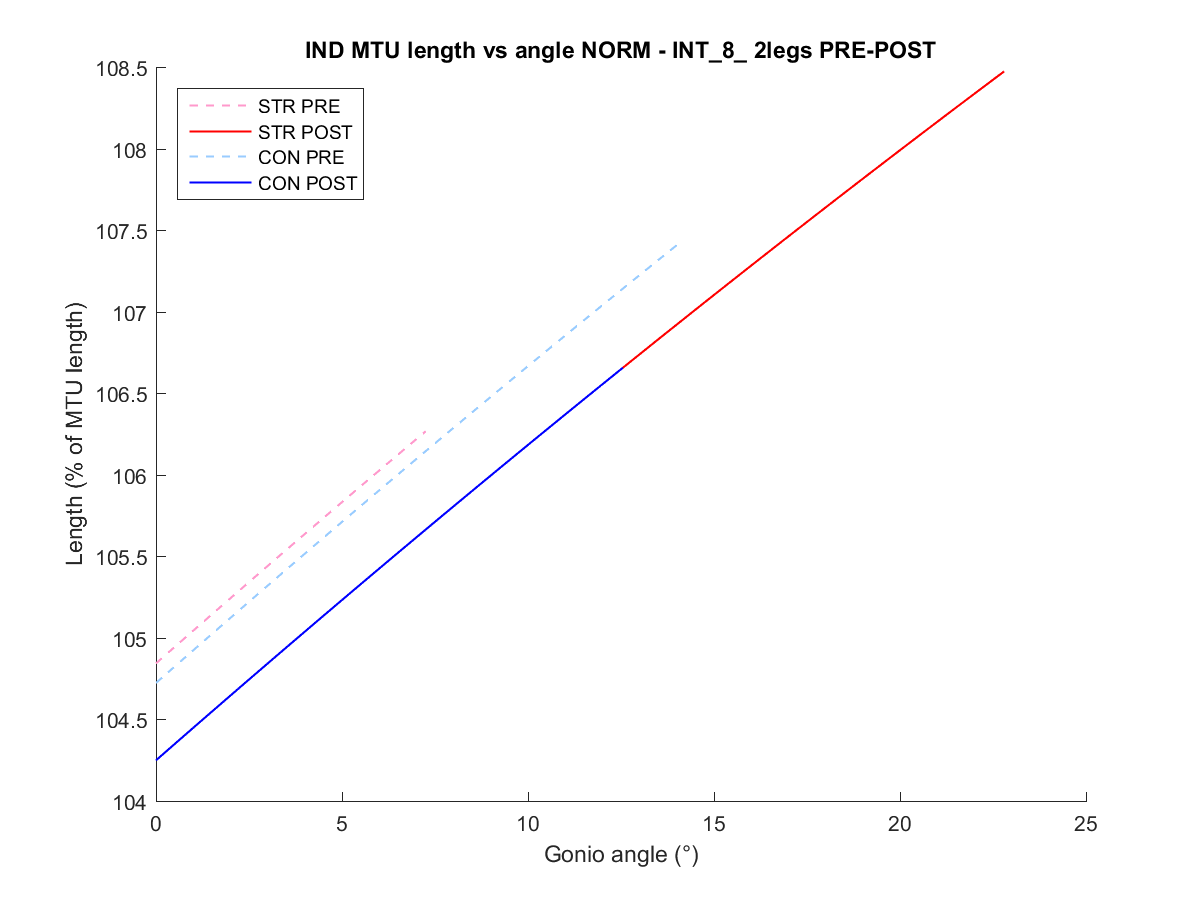 IND MTU length vs angle NORM - INT_8_ 2legs PRE-POST
108.5
108
107.5
107
106.5
106
105.5
105
104.5
104
Length (% of MTU length)
STR PRE
STR POST
CON PRE
CON POST
0 5 10 15 20 25
Gonio angle (°)